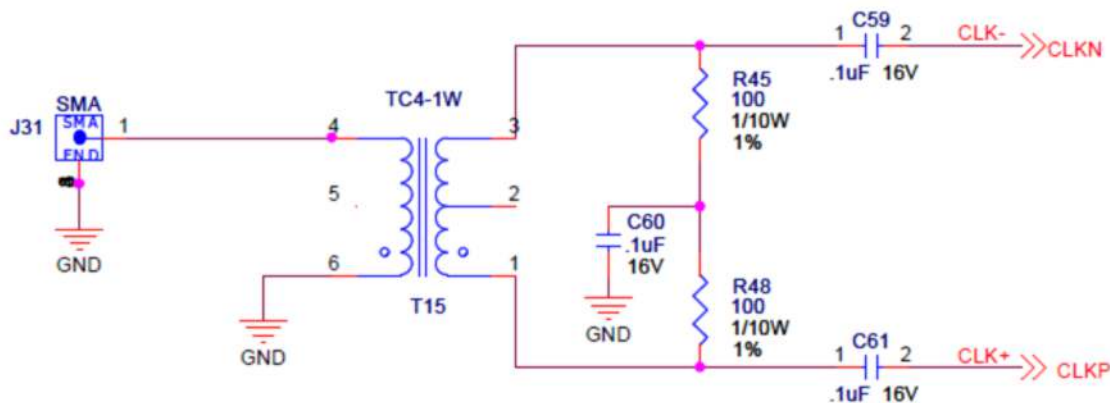 C59
1
2
CLK-
CLKN
.1uF 16V
SMA
TC4-1W
R45
100
1/10W
1%
J31
SMA
1
4
3
5
2
C60
.1uF
16V
GND
6
1
T15
GND
R48
100
1/10W
1%
GND
GND
C61
1
2
CLK+
CLKP
.1uF 16V